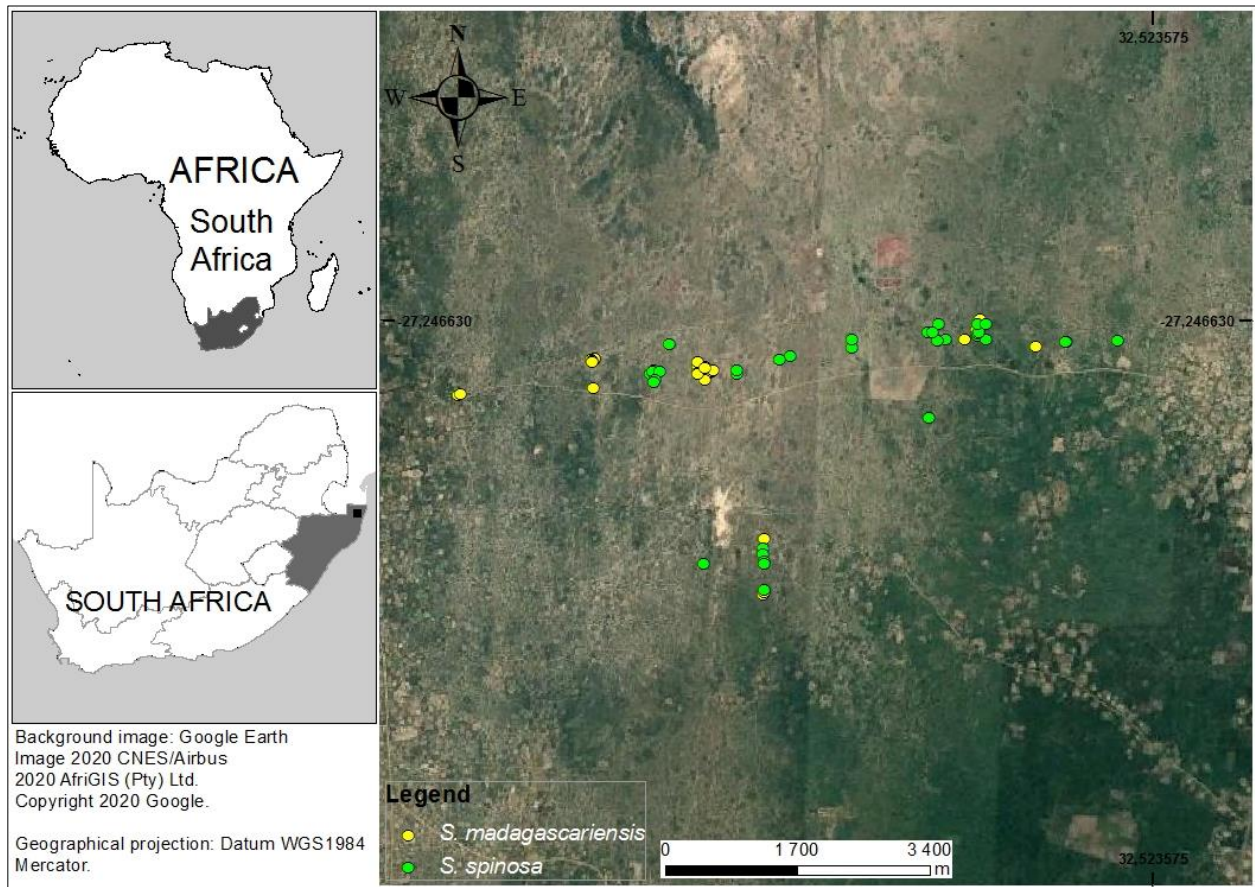 AFRICA
South
Africa
SOUTH AFRICA
Background image: Google Earth
Image 2020 CNES/Airbus
2020 AfriGIS (Pty) Ltd.
Copyright 2020 Google.
Geographical projection: Datum WGS1984
Mercator.
N
W
E
S
32,523575
-27,246630
-27,246630
Legend
S. madagascariensis
S. spinosa
0 1 700 3 400
m
32,523575